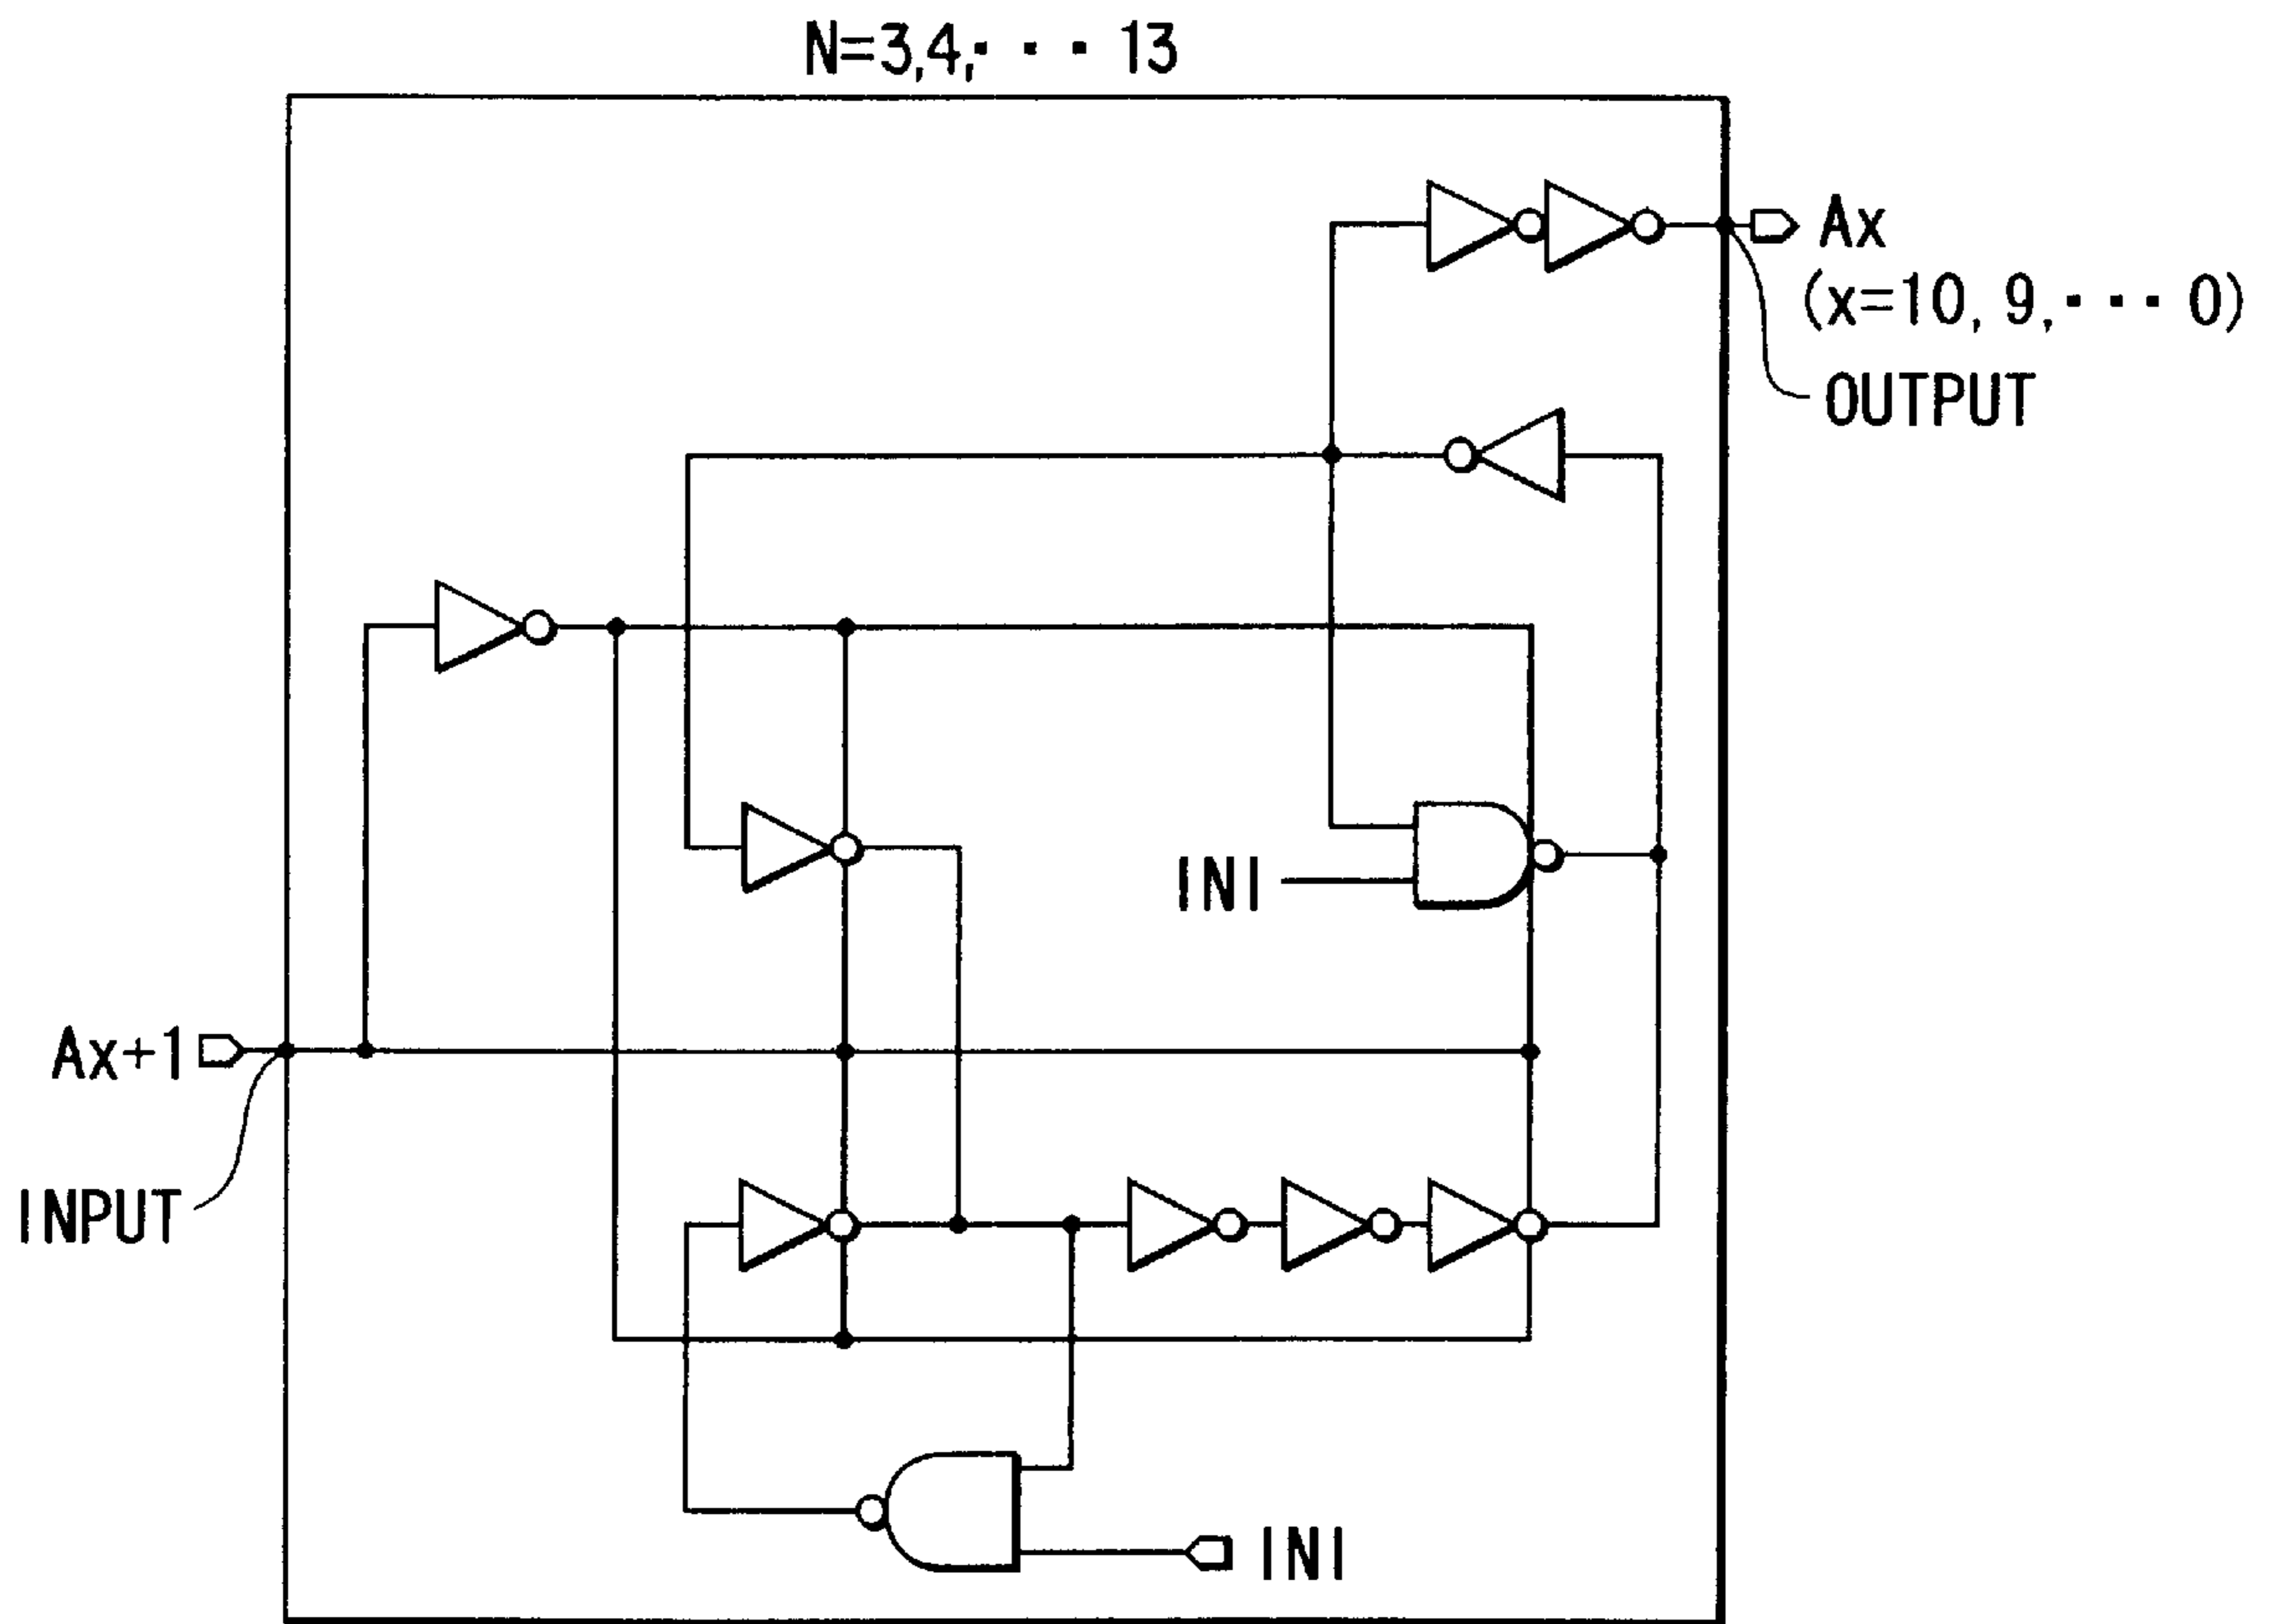 N=3,4,··· 13
Ax
(x=10, 9,··· 0)
OUTPUT
INI
Ax+1
INPUT
INI